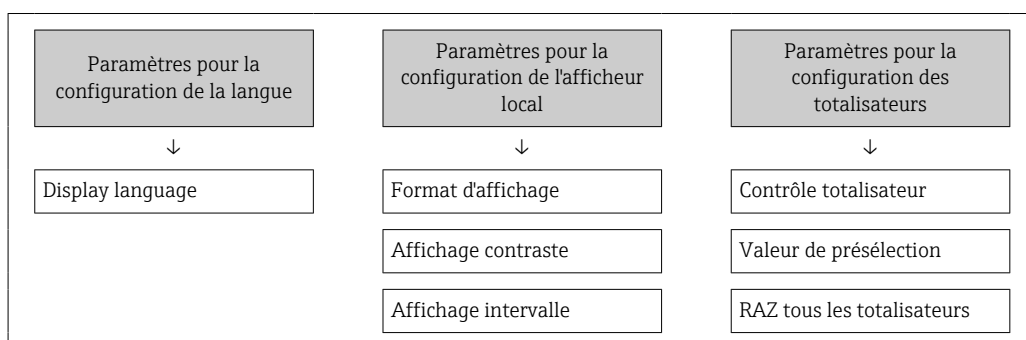 Paramètres pour la
configuration de la langue
↓
Display language
Paramètres pour la
configuration de l'afficheur
local
↓
Format d'affichage
Affichage contraste
Affichage intervalle
Paramètres pour la
configuration des
totalisateurs
↓
Contrôle totalisateur
Valeur de présélection
RAZ tous les totalisateurs